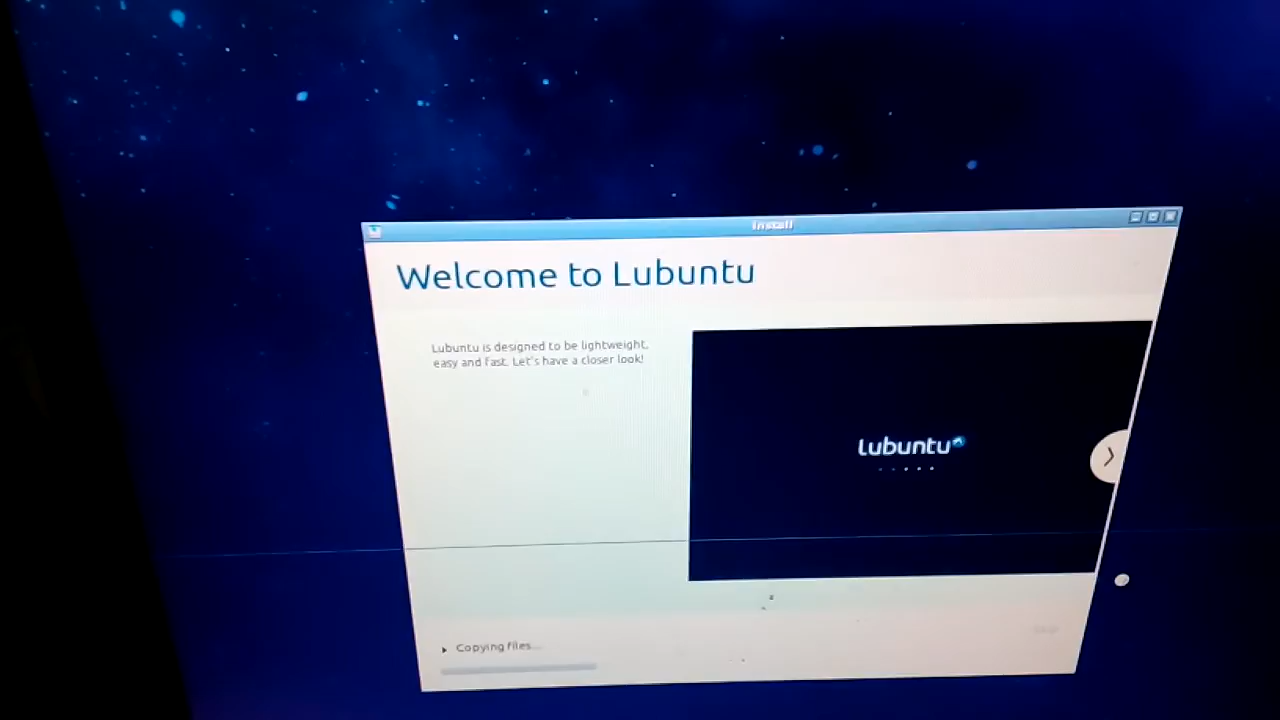 Install
Welcome to Lubuntu
Lubuntu is designed to be lightweight,
easy and fast. Let's have a closer look!
lubuntu
Copying files...